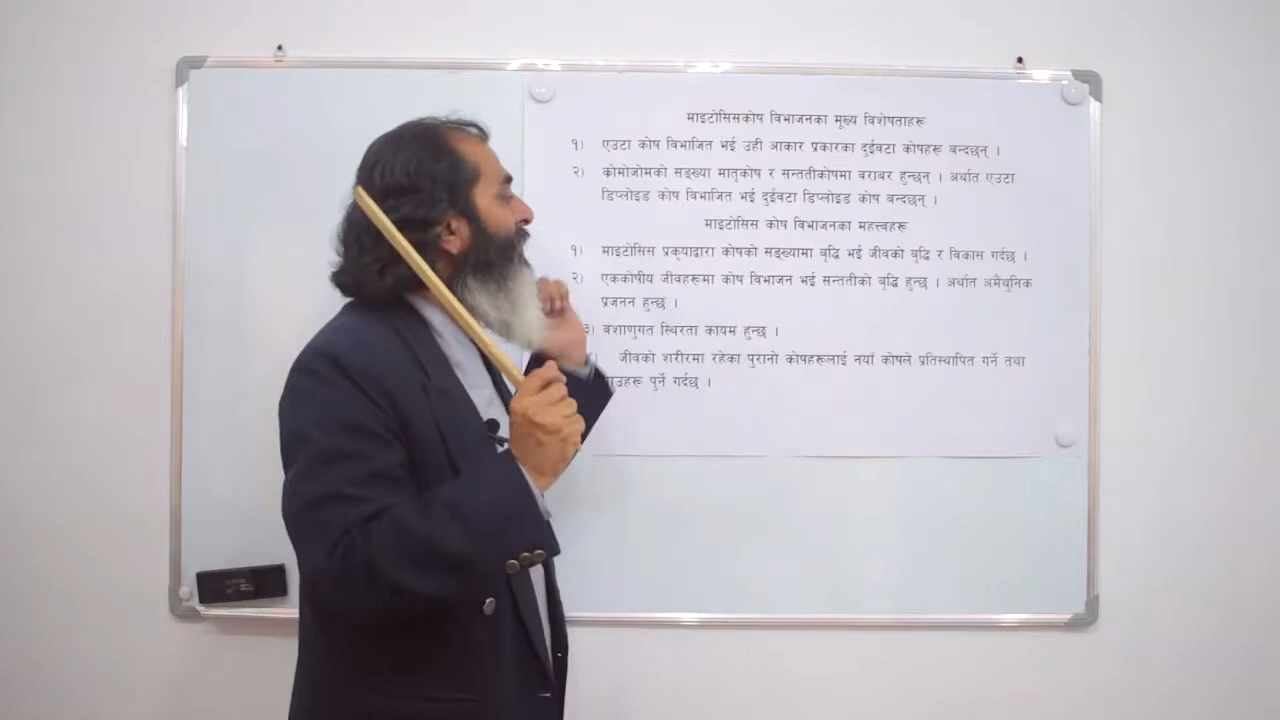 माइटोसिसकोष विभाजनका मूख्य विशेषताहरू
१) एउटा कोष विभाजित भई उही आकार प्रकारका दुईवटा कोषहरू बन्दछन् ।
२) कोमोजोमको सङ्ख्या मातृकोष र सन्ततीकोषमा वराबर हुन्छन् । अर्थात एउटा
डिप्लोइड कोष विभाजित भई दुईवटा डिप्लोइड कोष बन्दछन् ।
माइटोसिस कोष विभाजनका महत्त्वहरू
१) माइटोसिस प्रकृयाद्वारा कोषको सङ्ख्यामा बृद्धि भई जीवको बृद्धि र विकास गर्दछ ।
२) एककोषीय जीवहरूमा कोष विभाजन भई सन्ततीको बृद्धि हुन्छ । अर्थात अमैथुनिक
प्रजनन हुन्छ ।
३) वशाणुगत स्थिरता कायम हुन्छ ।
जीवको शरीरमा रहेका पुरानो कोषहरूलाई नयाँ कोषले प्रतिस्थापित गर्ने तथा
पुर्ने गर्दछ ।